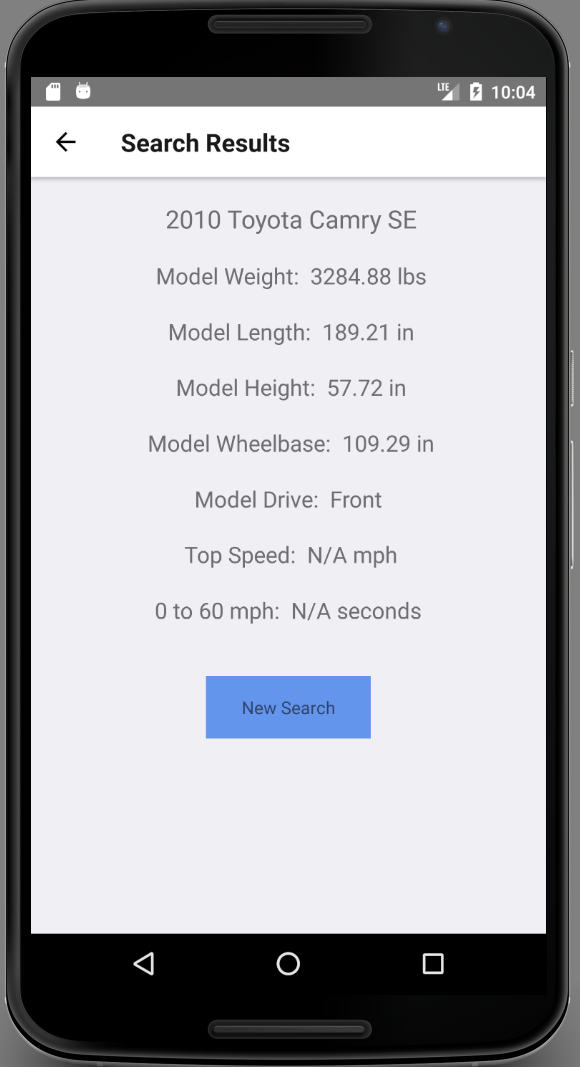 LTE 10:04
Search Results
2010 Toyota Camry SE
Model Weight: 3284.88 lbs
Model Length: 189.21 in
Model Height: 57.72 in
Model Wheelbase: 109.29 in
Model Drive: Front
Top Speed: N/A mph
0 to 60 mph: N/A seconds
New Search